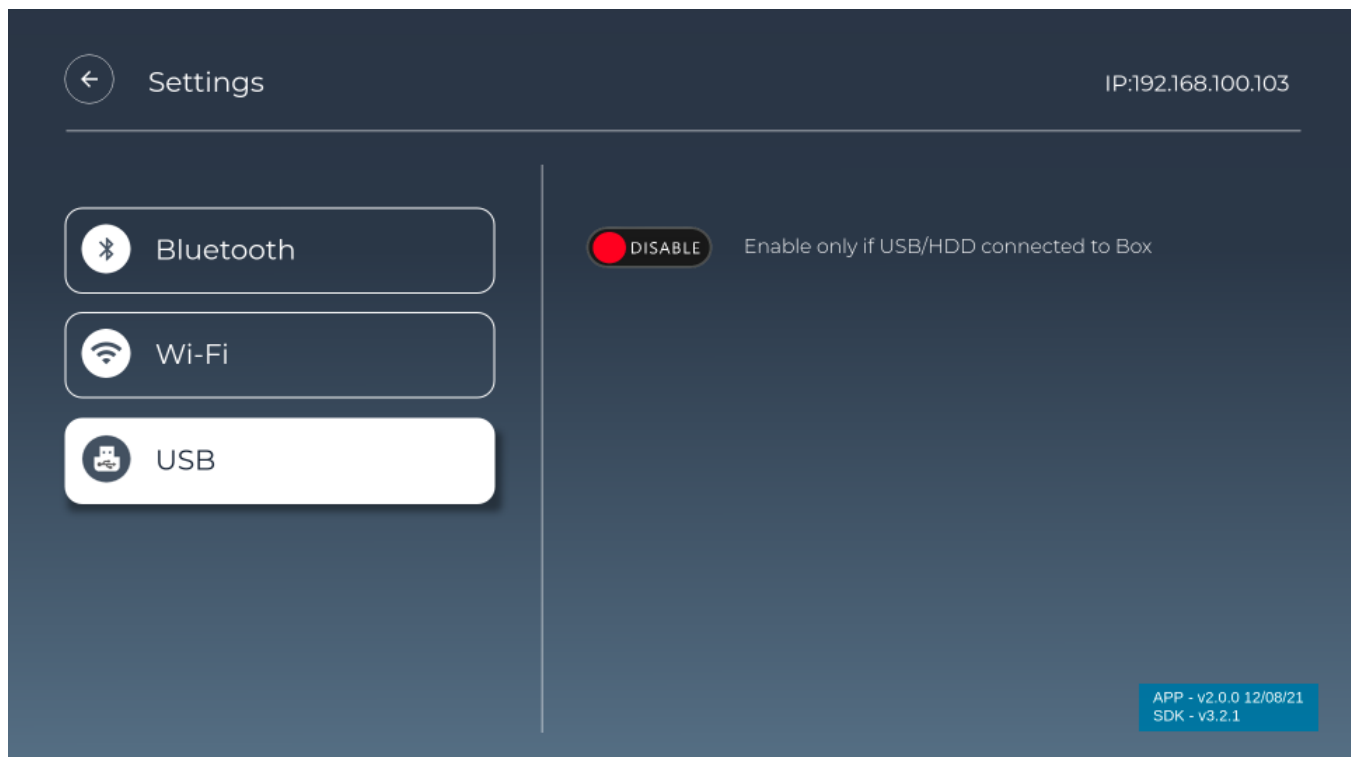 Settings
IP:192.168.100.103
Bluetooth
Wi-Fi
USB
DISABLE
Enable only if USB/HDD connected to Box
APP - v2.0.0 12/08/21
SDK - v3.2.1